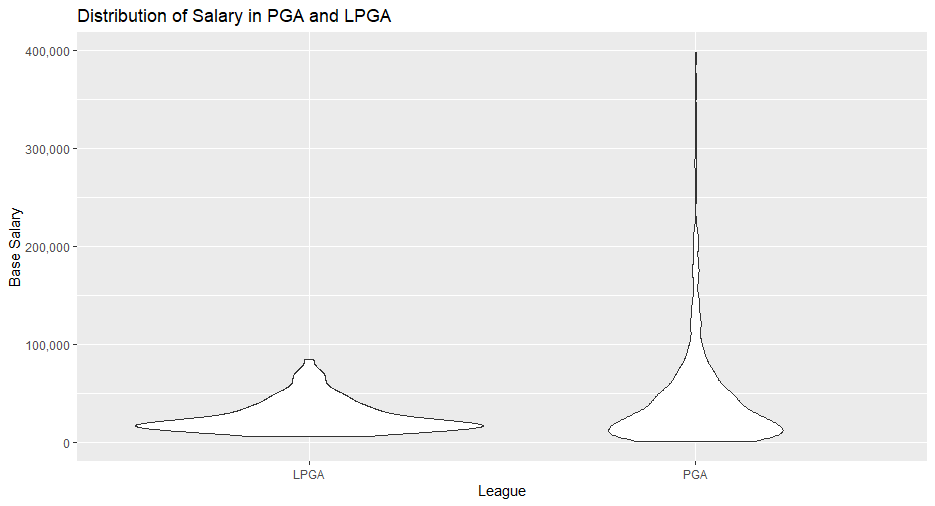 Distribution of Salary in PGA and LPGA
400,000
300,000
200,000
100,000
0
Base Salary
LPGA
PGA
League